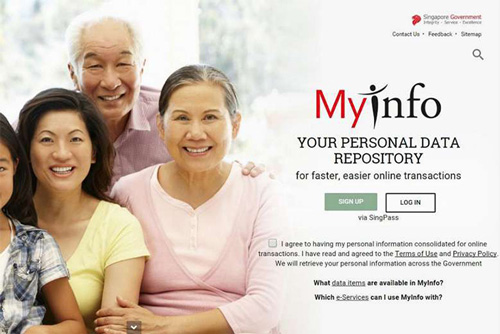 Singapore Government
Integrity · Service · Excellence
Contact Us • Feedback • Sitemap
MyInfo
YOUR PERSONAL DATA
REPOSITORY
for faster, easier online transactions
SIGN UP LOG IN
via SingPass
I agree to having my personal information consolidated for online
transactions. I have read and agreed to the Terms of Use and Privacy Policy.
We will retrieve your personal information across the Government
What data items are available in MyInfo?
Which e-Services can I use MyInfo with?